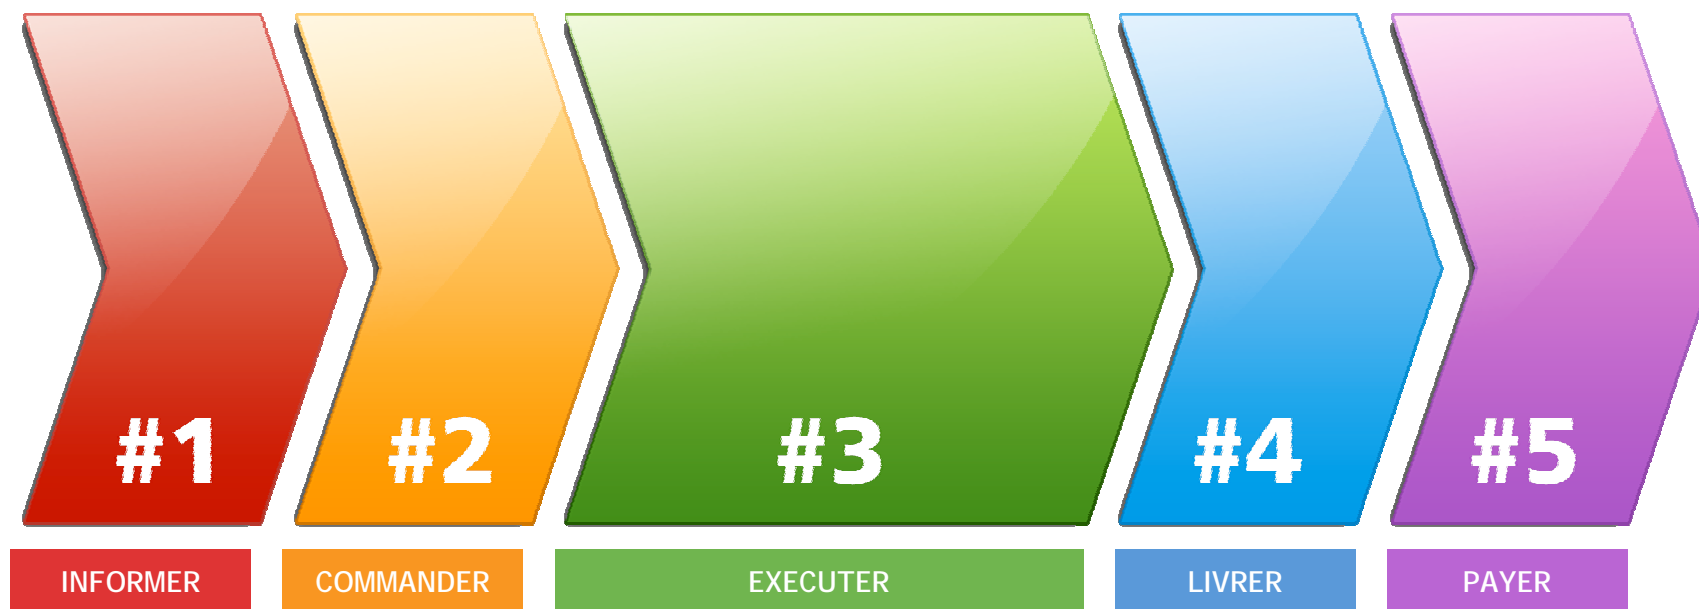 #1
#2
#3
#4
#5
INFORMER
COMMANDER
EXECUTER
LIVRER
PAYER